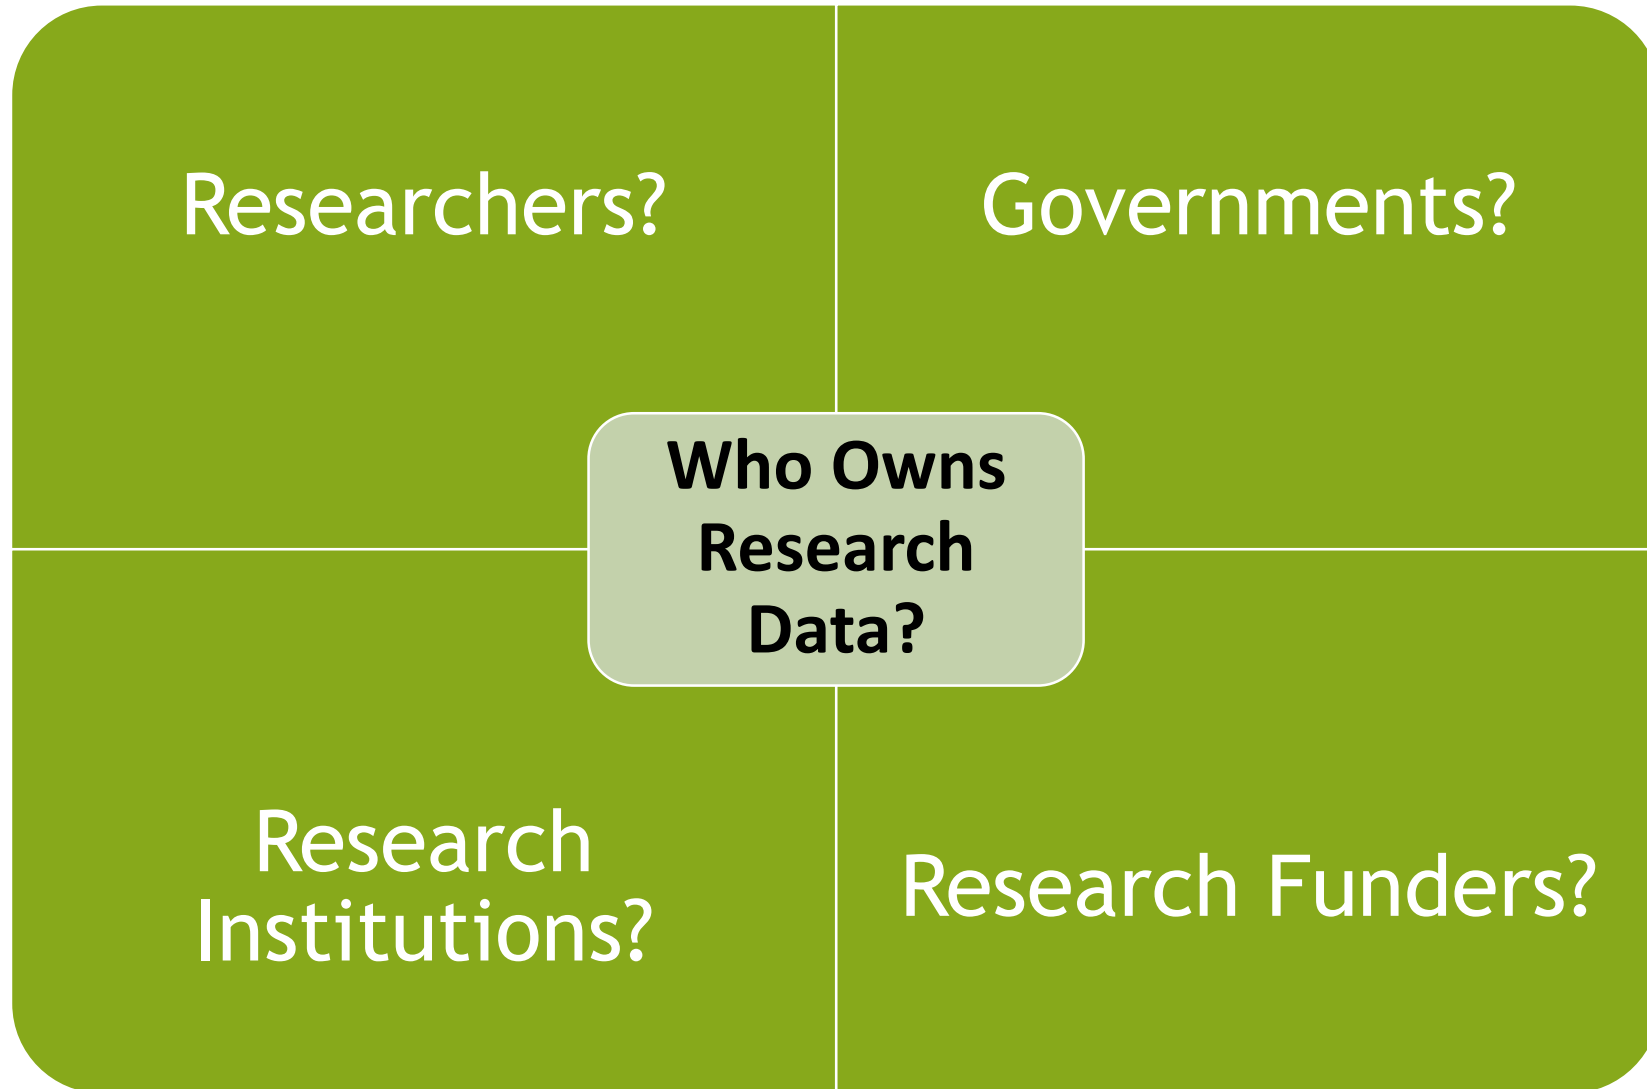 Researchers?
Governments?
Who Owns
Research
Data?
Research
Institutions?
Research Funders?